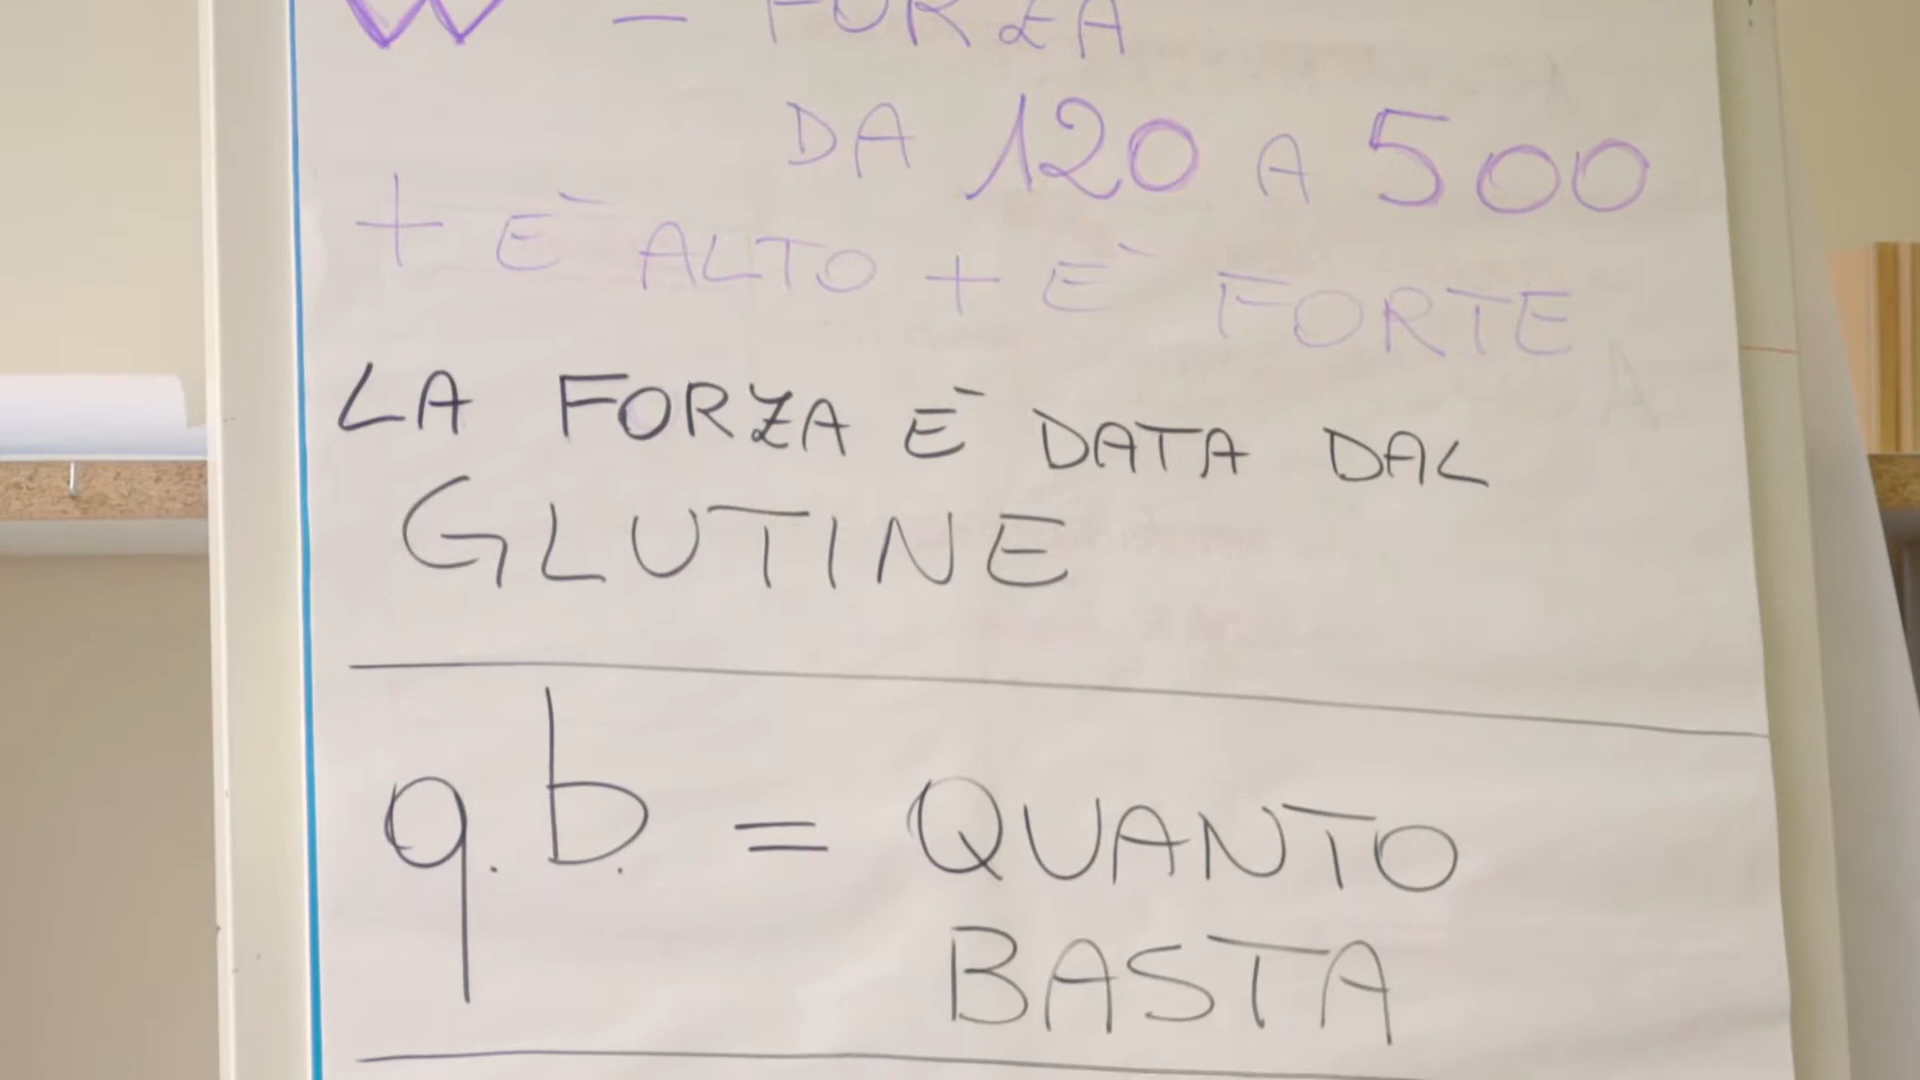 W - FORZA
DA 120 A 500
+ E` ALTO + E` FORTE
LA FORZA E` DATA DAL
GLUTINE
q.b. = QUANTO
BASTA